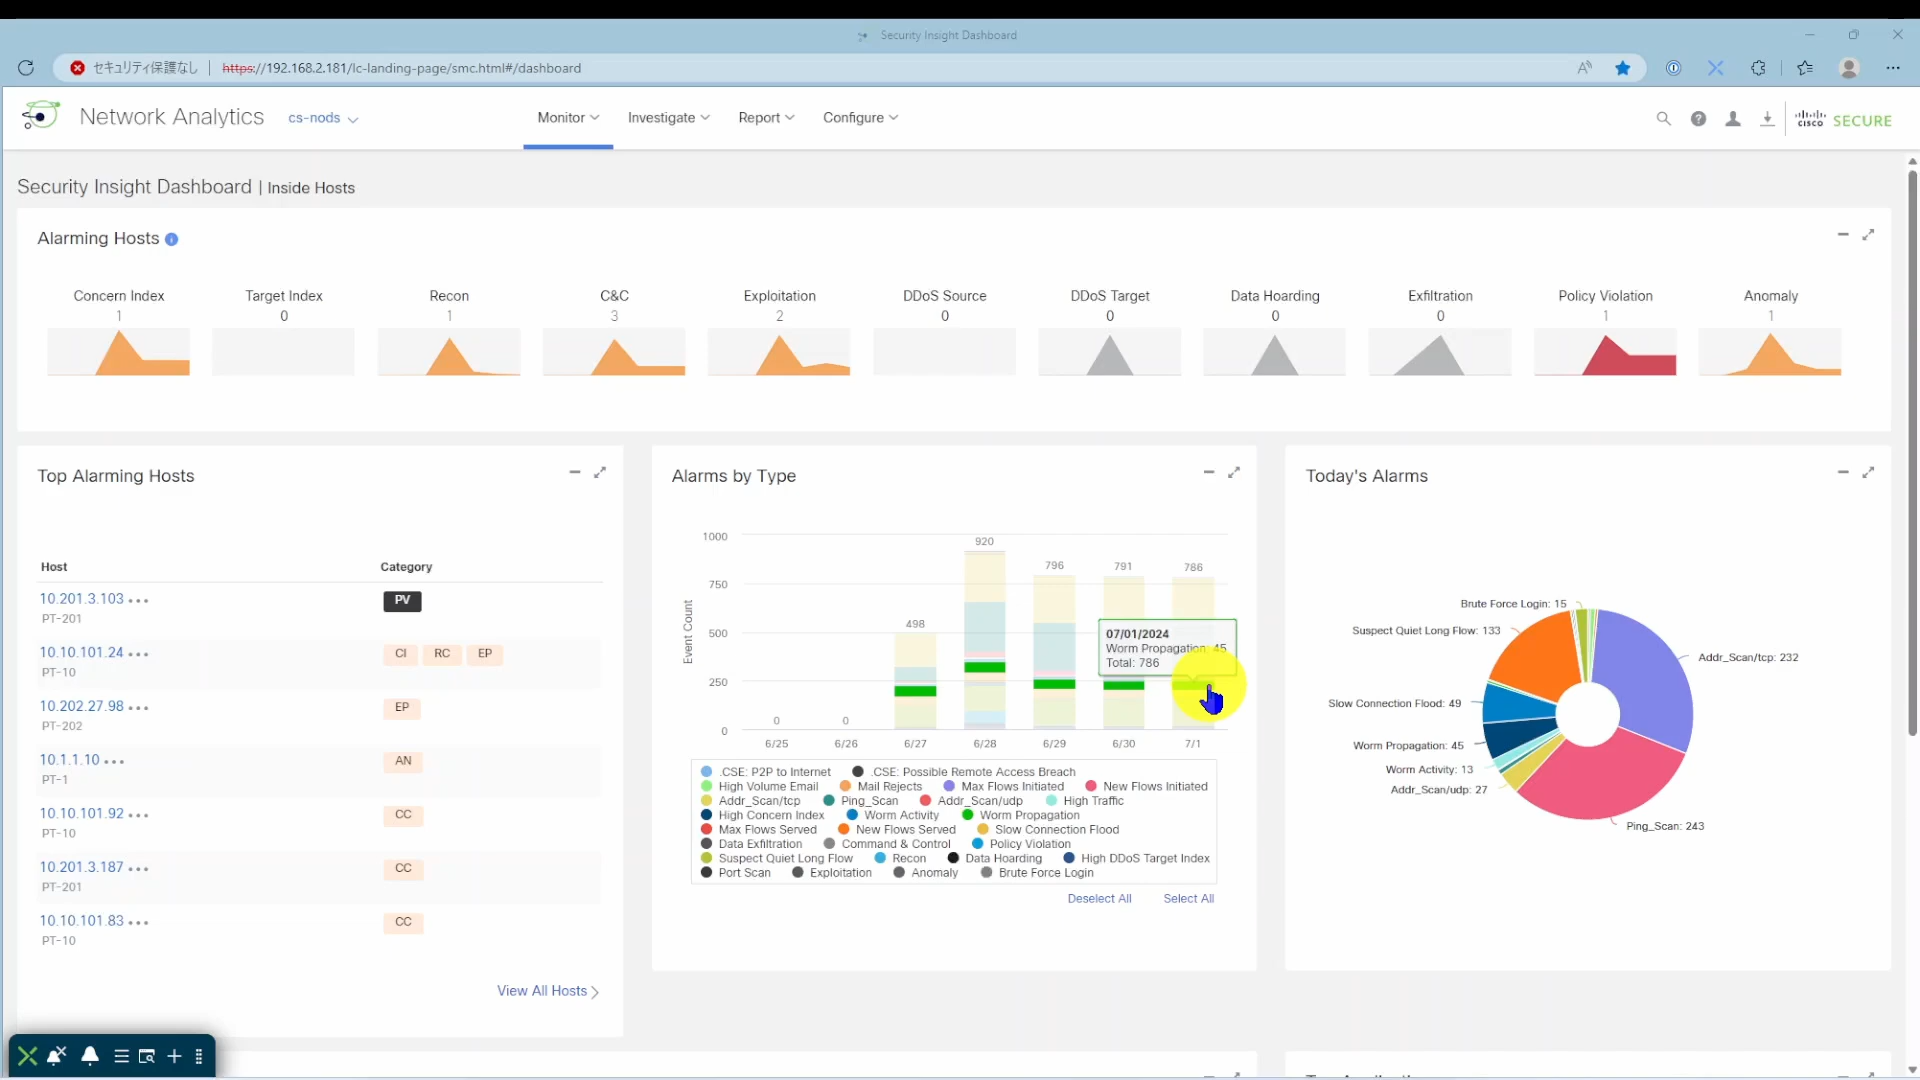 Security Insight Dashboard
セキュリティ保護なし
https://192.168.2.181/lc-landing-page/smc.html#/dashboard
Network Analytics
cs-nods
Monitor
Investigate
Report
Configure
CISCO SECURE
Security Insight Dashboard | Inside Hosts
Alarming Hosts
Concern Index
1
Target Index
0
Recon
1
C&C
3
Exploitation
2
DDoS Source
0
DDoS Target
0
Data Hoarding
0
Exfiltration
0
Policy Violation
1
Anomaly
1
Top Alarming Hosts
Host Category
10.201.3.103 PV
PT-201
10.10.101.24 CI RC EP
PT-10
10.202.27.98 EP
PT-202
10.1.1.10 AN
PT-1
10.10.101.92 CC
PT-10
10.201.3.187 CC
PT-201
10.10.101.83 CC
PT-10
View All Hosts
Alarms by Type
Event Count
1000
750
500
250
0
0
0
498
920
796
791
786
6/25 6/26 6/27 6/28 6/29 6/30 7/1
07/01/2024
Worm Propagation: 45
Total: 786
.CSE: P2P to Internet .CSE: Possible Remote Access Breach
High Volume Email Mail Rejects Max Flows Initiated New Flows Initiated
Addr_Scan/tcp Ping_Scan Addr_Scan/udp High Traffic
High Concern Index Worm Activity Worm Propagation
Max Flows Served New Flows Served Slow Connection Flood
Data Exfiltration Command & Control Policy Violation
Suspect Quiet Long Flow Recon Data Hoarding High DDoS Target Index
Port Scan Exploitation Anomaly Brute Force Login
Deselect All Select All
Today's Alarms
Brute Force Login: 15
Suspect Quiet Long Flow: 133
Addr_Scan/tcp: 232
Slow Connection Flood: 49
Worm Propagation: 45
Worm Activity: 13
Addr_Scan/udp: 27
Ping_Scan: 243